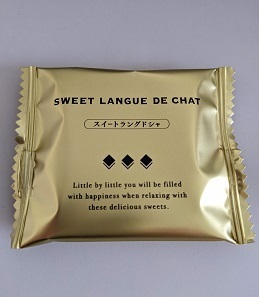 SWEET LANGUE DE CHAT
スイートラングドシャ
Little by little you will be filled
with happiness when relaxing with
these delicious sweets.